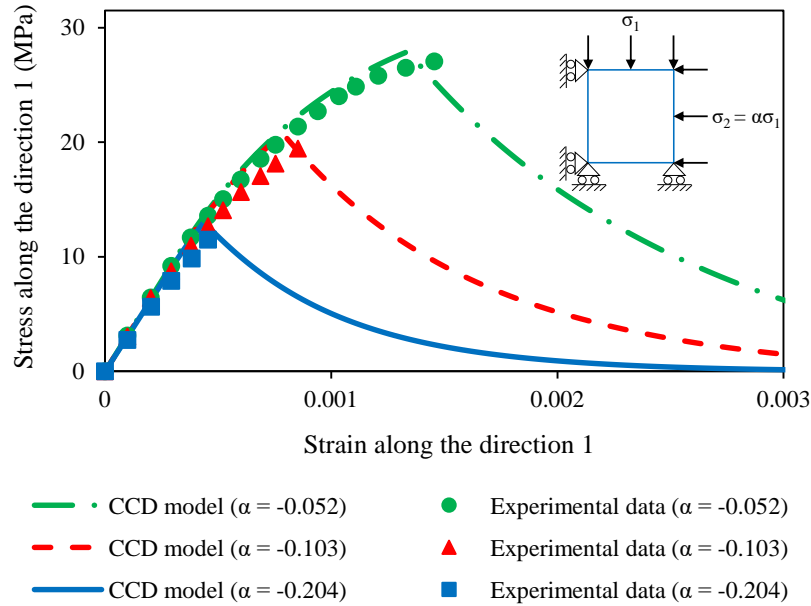 Stress along the direction 1 (MPa)
30
20
10
0
0
0.001
0.002
0.003
Strain along the direction 1
σ1
σ2 = ασ1
CCD model (α = -0.052)
Experimental data (α = -0.052)
CCD model (α = -0.103)
Experimental data (α = -0.103)
CCD model (α = -0.204)
Experimental data (α = -0.204)